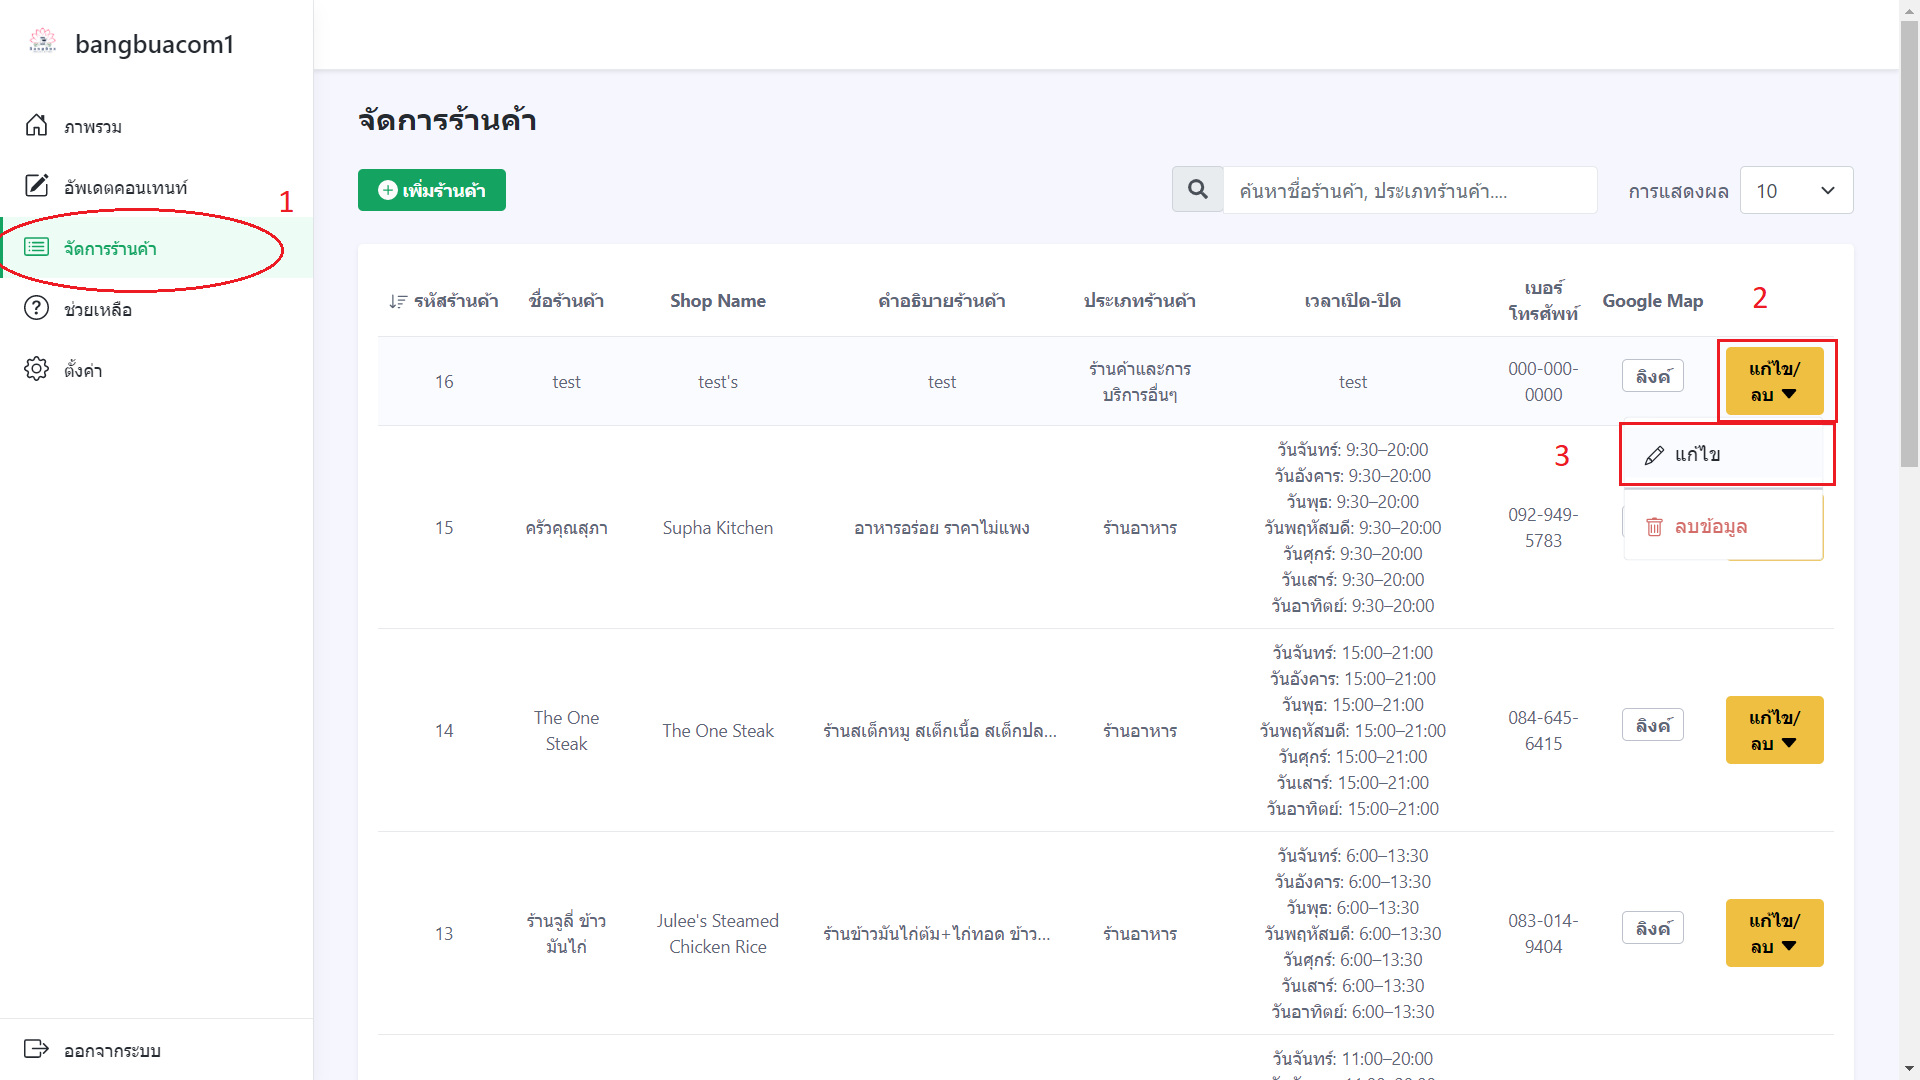 bangbuacom1
ภาพรวม
อัพเดตคอนเทนท์
1
จัดการร้านค้า
ช่วยเหลือ
ตั้งค่า
ออกจากระบบ
จัดการร้านค้า
เพิ่มร้านค้า
ค้นหาชื่อร้านค้า, ประเภทร้านค้า....
การแสดงผล 10
รหัสร้านค้า ชื่อร้านค้า Shop Name คำอธิบายร้านค้า ประเภทร้านค้า เวลาเปิด-ปิด เบอร์โทรศัพท์ Google Map
2
16 test test's test ร้านค้าและการบริการอื่นๆ test 000-000-0000 ลิงค์ แก้ไข/ลบ
3
แก้ไข
ลบข้อมูล
15 ครัวคุณสุภา Supha Kitchen อาหารอร่อย ราคาไม่แพง ร้านอาหาร
วันจันทร์: 9:30–20:00
วันอังคาร: 9:30–20:00
วันพุธ: 9:30–20:00
วันพฤหัสบดี: 9:30–20:00
วันศุกร์: 9:30–20:00
วันเสาร์: 9:30–20:00
วันอาทิตย์: 9:30–20:00
092-949-5783
14 The One Steak The One Steak ร้านสเต็กหมู สเต็กเนื้อ สเต็กปล... ร้านอาหาร
วันจันทร์: 15:00–21:00
วันอังคาร: 15:00–21:00
วันพุธ: 15:00–21:00
วันพฤหัสบดี: 15:00–21:00
วันศุกร์: 15:00–21:00
วันเสาร์: 15:00–21:00
วันอาทิตย์: 15:00–21:00
084-645-6415 ลิงค์ แก้ไข/ลบ
13 ร้านจูลี่ ข้าวมันไก่ Julee's Steamed Chicken Rice ร้านข้าวมันไก่ต้ม+ไก่ทอด ข้าว... ร้านอาหาร
วันจันทร์: 6:00–13:30
วันอังคาร: 6:00–13:30
วันพุธ: 6:00–13:30
วันพฤหัสบดี: 6:00–13:30
วันศุกร์: 6:00–13:30
วันเสาร์: 6:00–13:30
วันอาทิตย์: 6:00–13:30
083-014-9404 ลิงค์ แก้ไข/ลบ
วันจันทร์: 11:00–20:00